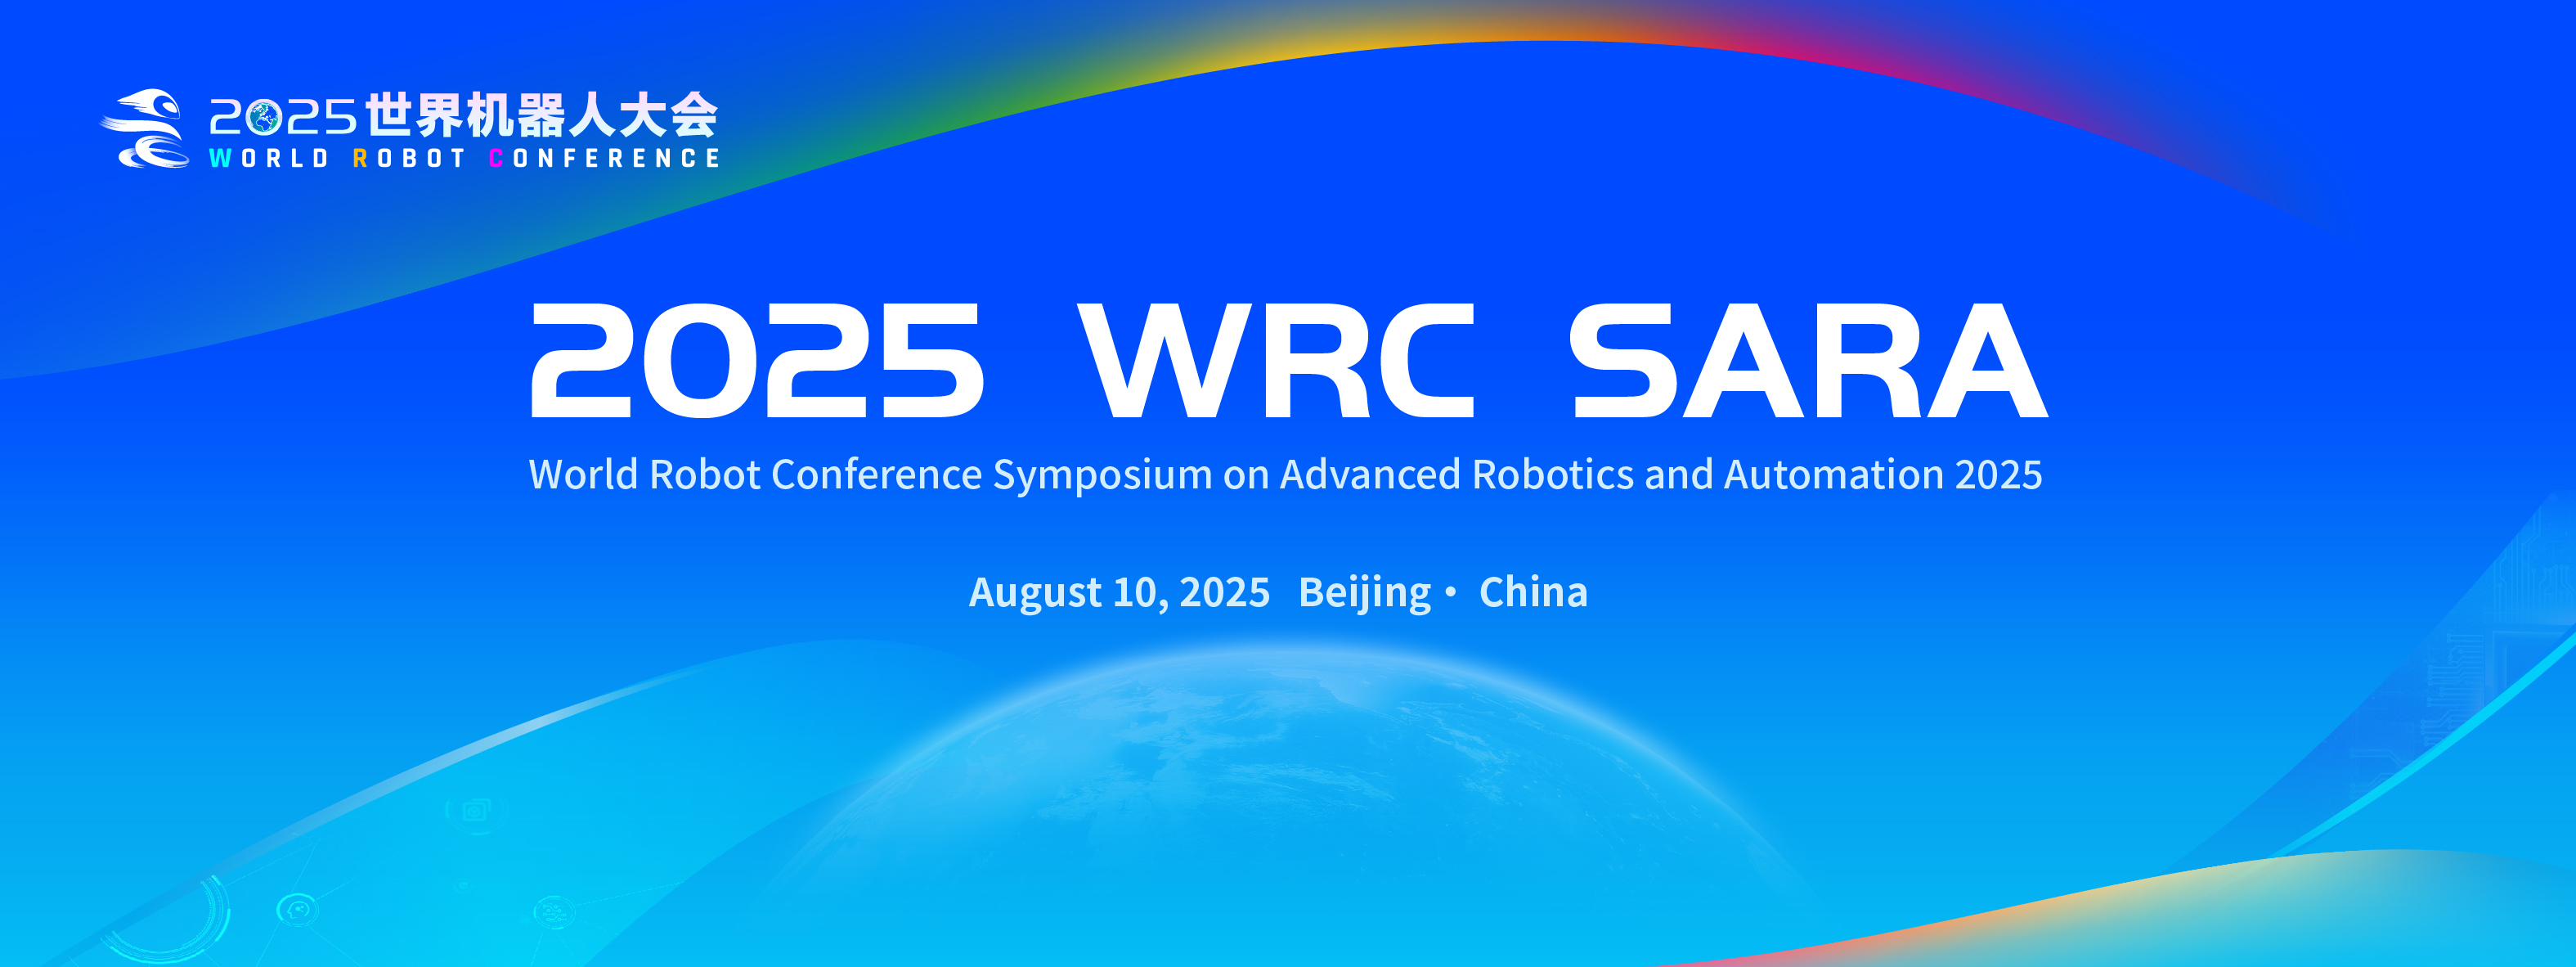 2025世界机器人大会
WORLD ROBOT CONFERENCE
2025 WRC SARA
World Robot Conference Symposium on Advanced Robotics and Automation 2025
August 10, 2025 Beijing · China